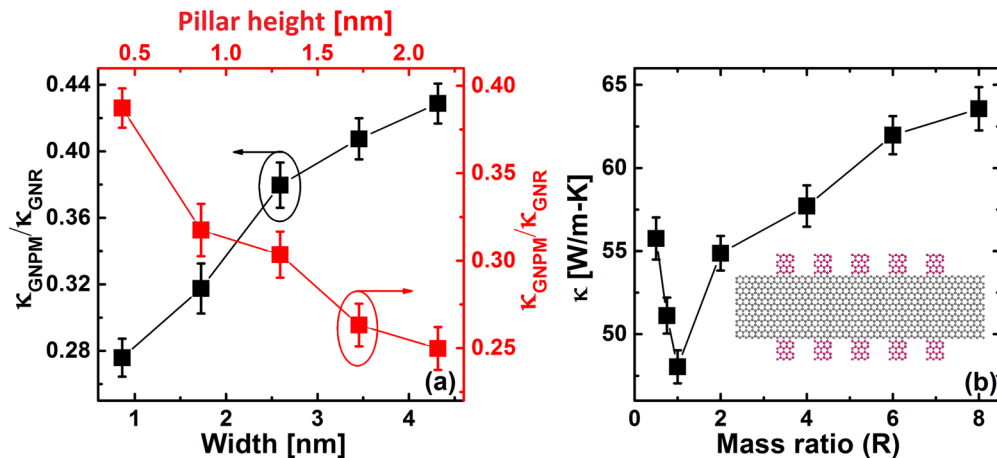 Pillar height [nm]
0.5 1.0 1.5 2.0
0.44
0.40
0.36
0.32
0.28
κGNPM/κGNR
0.40
0.35
0.30
0.25
κGNPM/κGNR
(a)
1 2 3 4
Width [nm]
65
60
55
50
κ [W/m-K]
(b)
0 2 4 6 8
Mass ratio (R)